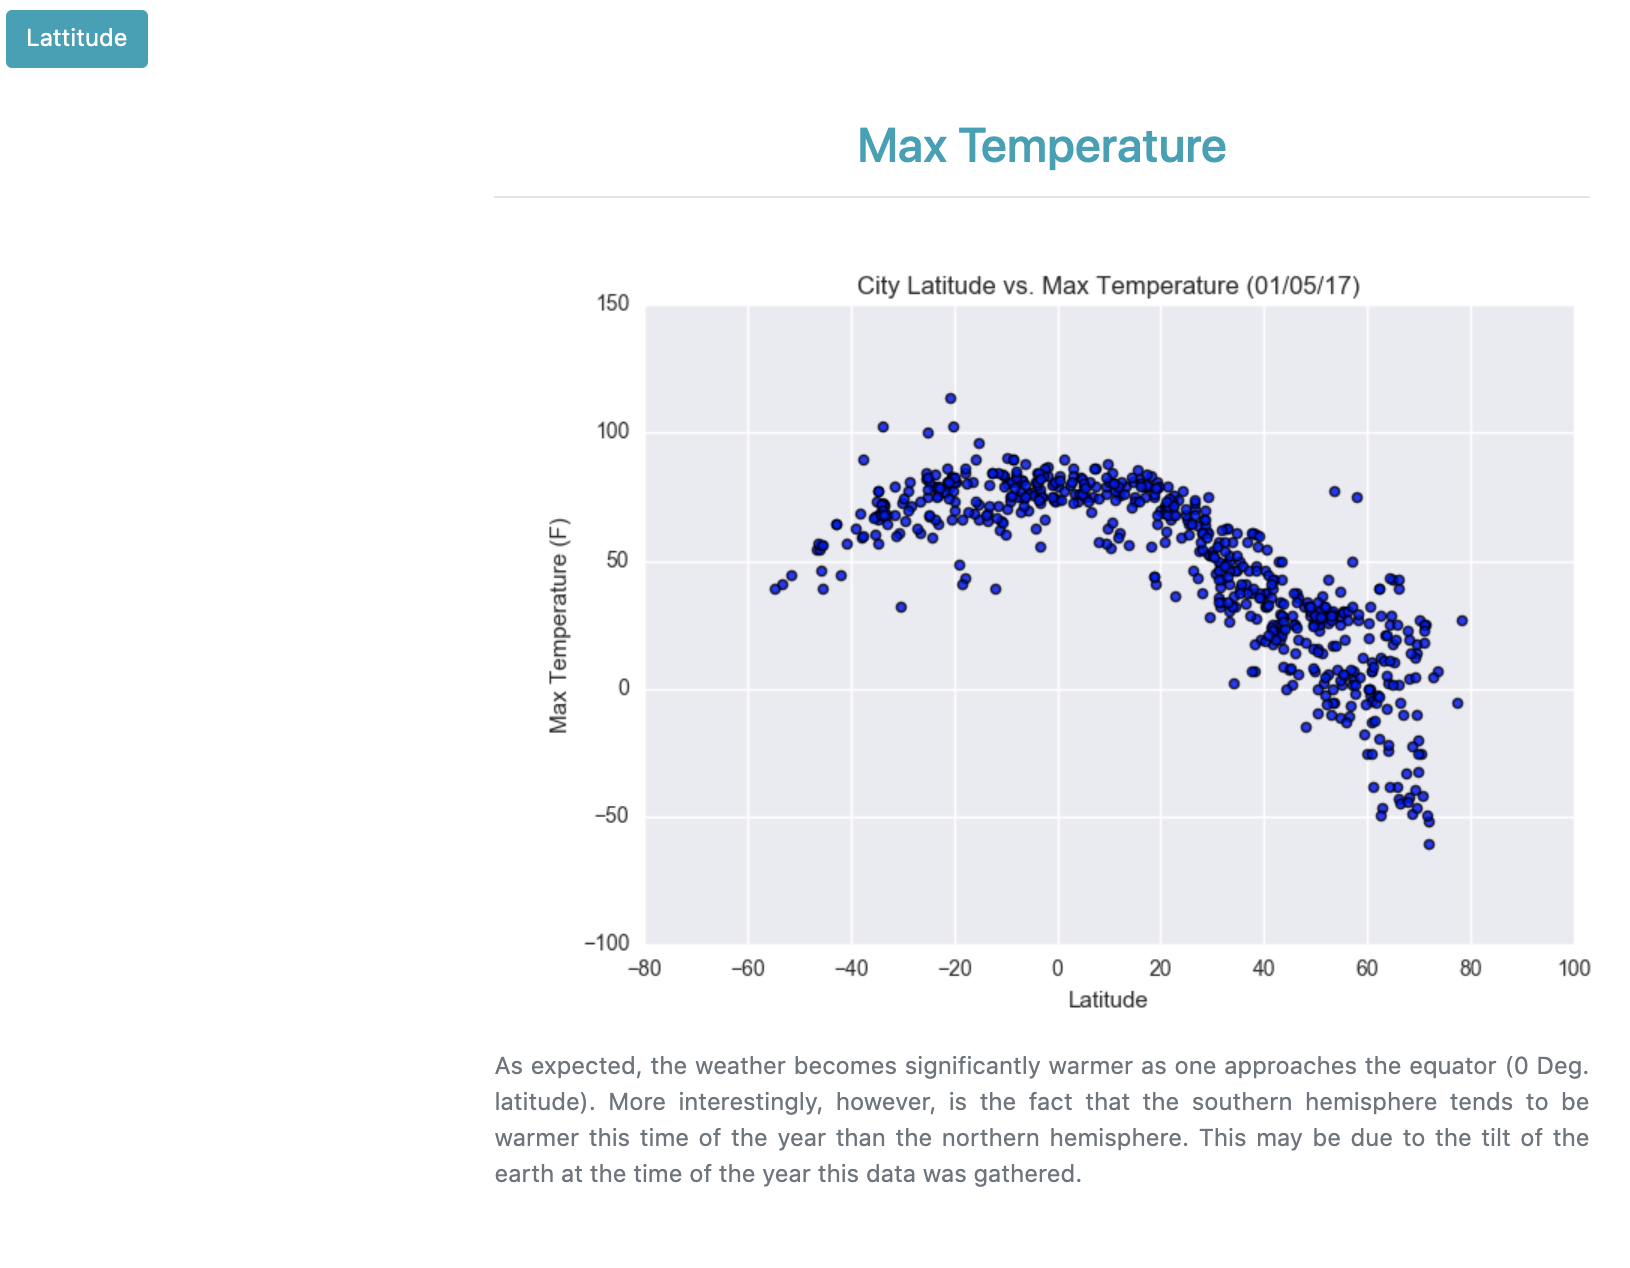 Lattitude
Max Temperature
City Latitude vs. Max Temperature (01/05/17)
150
100
50
0
−50
−100
Max Temperature (F)
−80 −60 −40 −20 0 20 40 60 80 100
Latitude
As expected, the weather becomes significantly warmer as one approaches the equator (0 Deg.
latitude). More interestingly, however, is the fact that the southern hemisphere tends to be
warmer this time of the year than the northern hemisphere. This may be due to the tilt of the
earth at the time of the year this data was gathered.